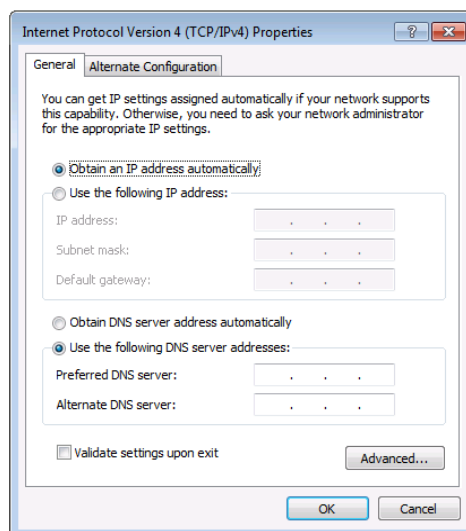 Internet Protocol Version 4 (TCP/IPv4) Properties
General
Alternate Configuration
You can get IP settings assigned automatically if your network supports
this capability. Otherwise, you need to ask your network administrator
for the appropriate IP settings.
Obtain an IP address automatically
Use the following IP address:
IP address:
Subnet mask:
Default gateway:
Obtain DNS server address automatically
Use the following DNS server addresses:
Preferred DNS server:
Alternate DNS server:
Validate settings upon exit
Advanced...
OK
Cancel